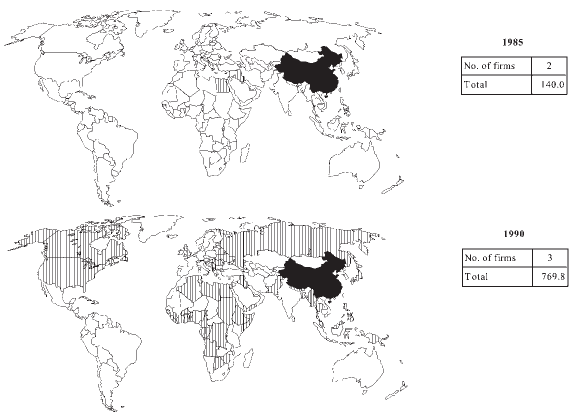 1985
No. of firms 2
Total 140.0
1990
No. of firms 3
Total 769.8